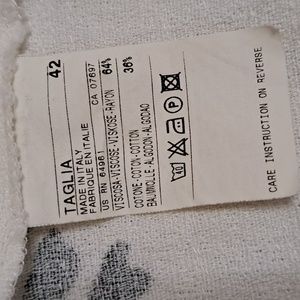 TAGLIA 42
MADE IN ITALY
FABRIQUE EN ITALIE
US RN 64961 CA 07697
VISCOSA-VISCOSE-VISKOSE-RAYON 64%
COTONE-COTON-COTTON 36%
BAUMWOLLE-ALGODON-ALGODAO
P
CARE INSTRUCTION ON REVERSE